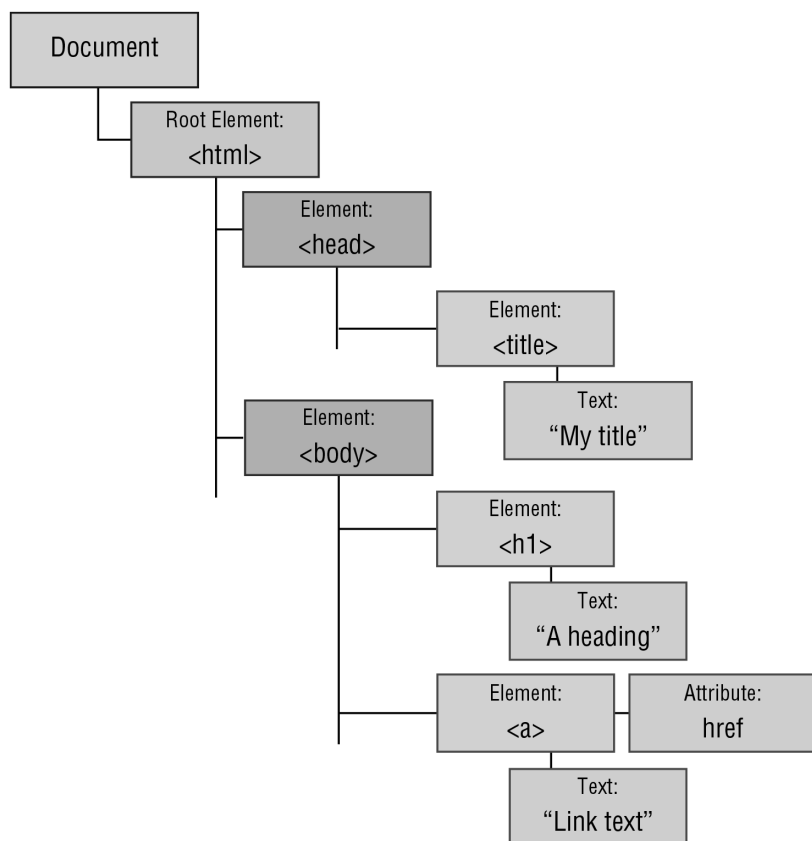 Document
Root Element:
<html>
Element:
<head>
Element:
<title>
Text:
“My title”
Element:
<body>
Element:
<h1>
Text:
“A heading”
Element:
<a>
Attribute:
href
Text:
“Link text”